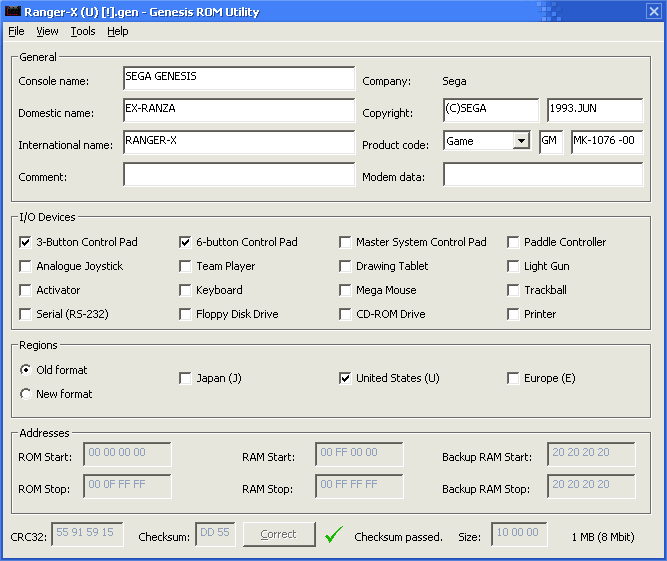 Ranger-X (U) [!].gen - Genesis ROM Utility
File View Tools Help
General
Console name: SEGA GENESIS Company: Sega
Domestic name: EX-RANZA Copyright: (C)SEGA 1993.JUN
International name: RANGER-X Product code: Game GM MK-1076 -00
Comment: Modem data:
I/O Devices
3-Button Control Pad 6-button Control Pad Master System Control Pad Paddle Controller
Analogue Joystick Team Player Drawing Tablet Light Gun
Activator Keyboard Mega Mouse Trackball
Serial (RS-232) Floppy Disk Drive CD-ROM Drive Printer
Regions
Old format Japan (J) United States (U) Europe (E)
New format
Addresses
ROM Start: 00 00 00 00 RAM Start: 00 FF 00 00 Backup RAM Start: 20 20 20 20
ROM Stop: 00 0F FF FF RAM Stop: 00 FF FF FF Backup RAM Stop: 20 20 20 20
CRC32: 55 91 59 15 Checksum: DD 55 Correct Checksum passed. Size: 10 00 00 1 MB (8 Mbit)